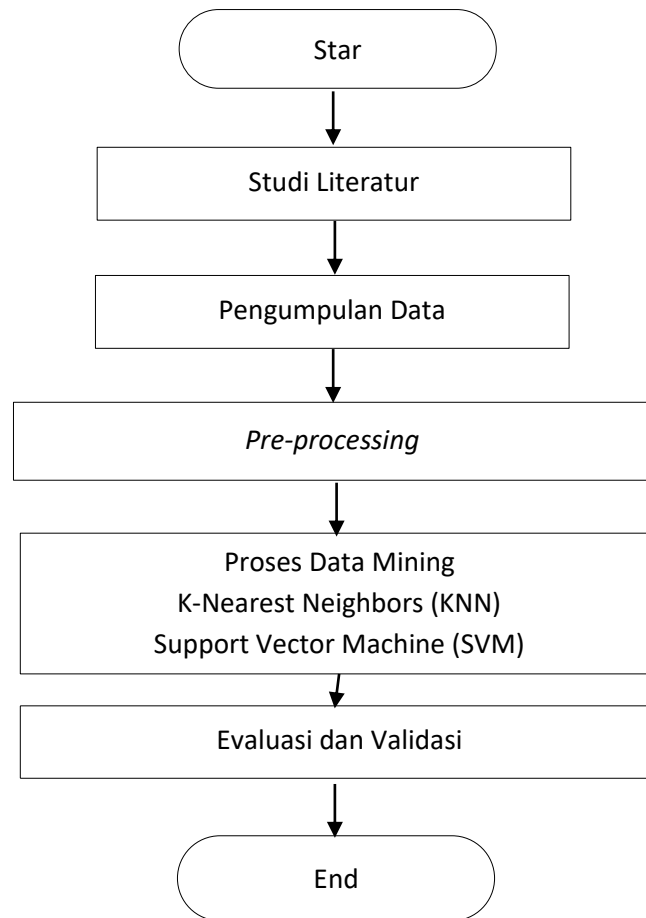 Star
Studi Literatur
Pengumpulan Data
Pre-processing
Proses Data Mining
K-Nearest Neighbors (KNN)
Support Vector Machine (SVM)
Evaluasi dan Validasi
End